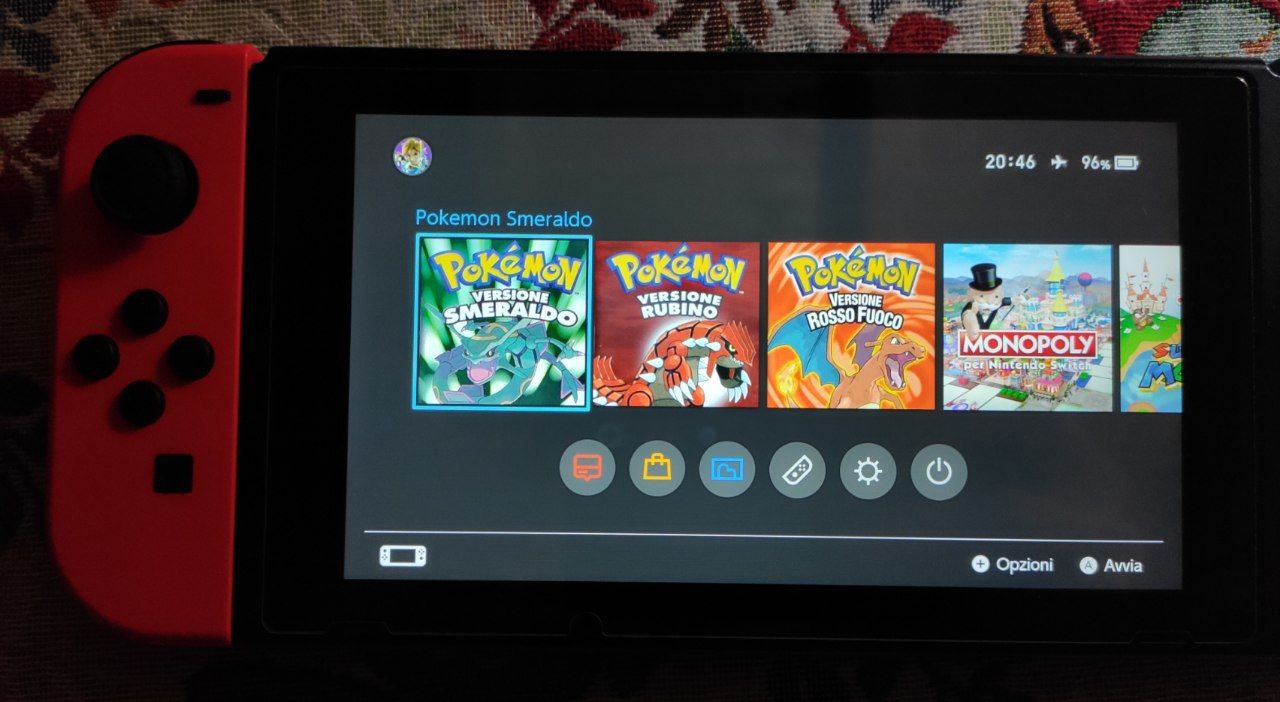 20:46 96%
Pokemon Smeraldo
POKéMON
VERSIONE
SMERALDO
POKéMON
VERSIONE
RUBINO
POKéMON
VERSIONE
ROSSO FUOCO
MONOPOLY
per Nintendo Switch
+ Opzioni A Avvia